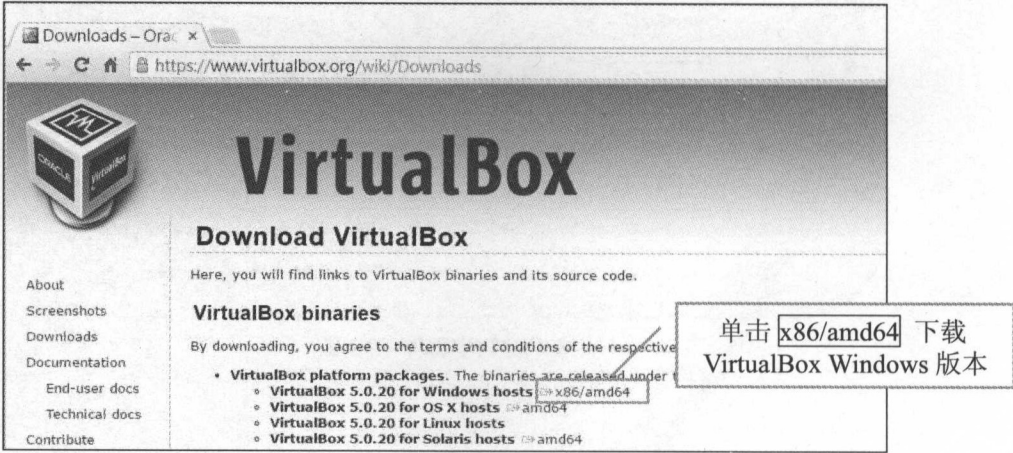 Downloads – Orac ×
https://www.virtualbox.org/wiki/Downloads
ORACLE
VirtualBox
VirtualBox
Download VirtualBox
Here, you will find links to VirtualBox binaries and its source code.
About
Screenshots
Downloads
Documentation
End-user docs
Technical docs
Contribute
VirtualBox binaries
By downloading, you agree to the terms and conditions of the respective
• VirtualBox platform packages. The binaries are released under t
◦ VirtualBox 5.0.20 for Windows hosts x86/amd64
◦ VirtualBox 5.0.20 for OS X hosts amd64
◦ VirtualBox 5.0.20 for Linux hosts
◦ VirtualBox 5.0.20 for Solaris hosts amd64
单击 x86/amd64 下载
VirtualBox Windows 版本